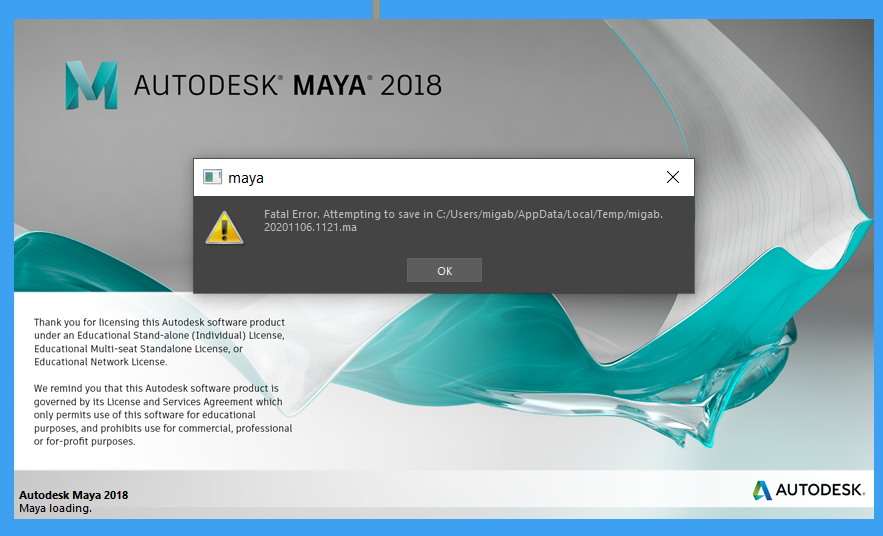 AUTODESK® MAYA® 2018
maya
Fatal Error. Attempting to save in C:/Users/migab/AppData/Local/Temp/migab.
20201106.1121.ma
OK
Thank you for licensing this Autodesk software product
under an Educational Stand-alone (Individual) License,
Educational Multi-seat Standalone License, or
Educational Network License.
We remind you that this Autodesk software product is
governed by its License and Services Agreement which
only permits use of this software for educational
purposes, and prohibits use for commercial, professional
or for-profit purposes.
Autodesk Maya 2018
Maya loading.
AUTODESK.